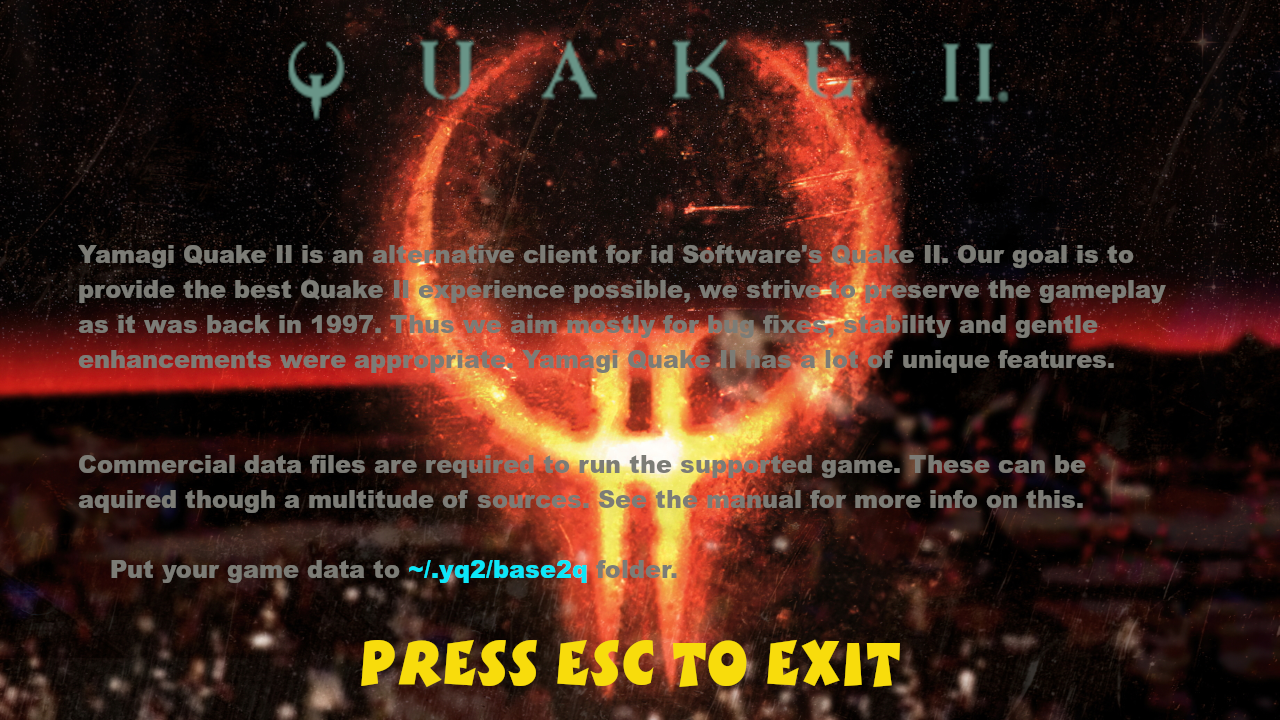 QUAKE II.
Yamagi Quake II is an alternative client for id Software's Quake II. Our goal is to
provide the best Quake II experience possible, we strive to preserve the gameplay
as it was back in 1997. Thus we aim mostly for bug fixes, stability and gentle
enhancements were appropriate. Yamagi Quake II has a lot of unique features.
Commercial data files are required to run the supported game. These can be
aquired though a multitude of sources. See the manual for more info on this.
Put your game data to ~/.yq2/base2q folder.
PRESS ESC TO EXIT